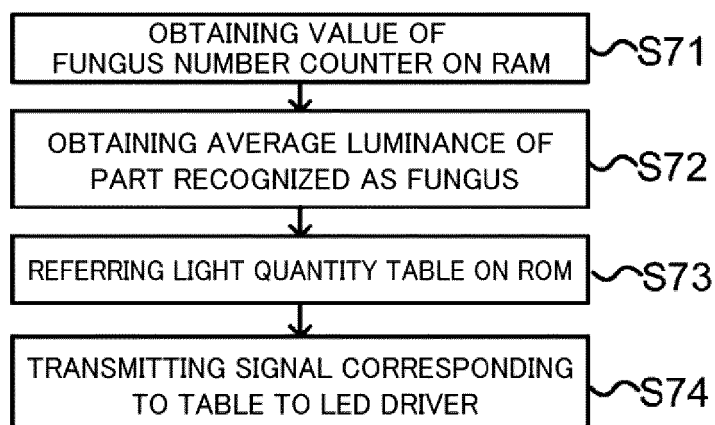 OBTAINING VALUE OF
FUNGUS NUMBER COUNTER ON RAM
S71
OBTAINING AVERAGE LUMINANCE OF
PART RECOGNIZED AS FUNGUS
S72
REFERRING LIGHT QUANTITY TABLE ON ROM
S73
TRANSMITTING SIGNAL CORRESPONDING
TO TABLE TO LED DRIVER
S74